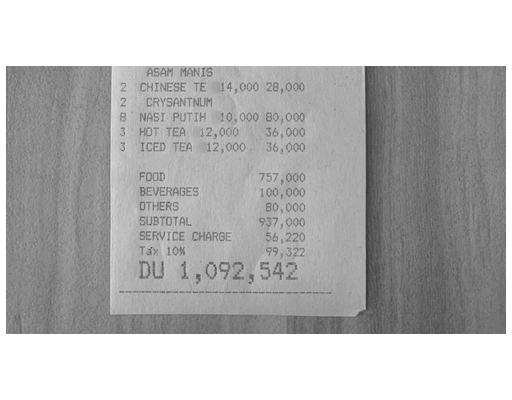 ASAM MANIS
2 CHINESE TE 14,000 28,000
2 CRYSANTNUM
8 NASI PUTIH 10,000 80,000
3 HOT TEA 12,000 36,000
3 ICED TEA 12,000 36,000
FOOD 757,000
BEVERAGES 100,000
OTHERS 80,000
SUBTOTAL 937,000
SERVICE CHARGE 56,220
Tax 10% 99,322
DU 1,092,542